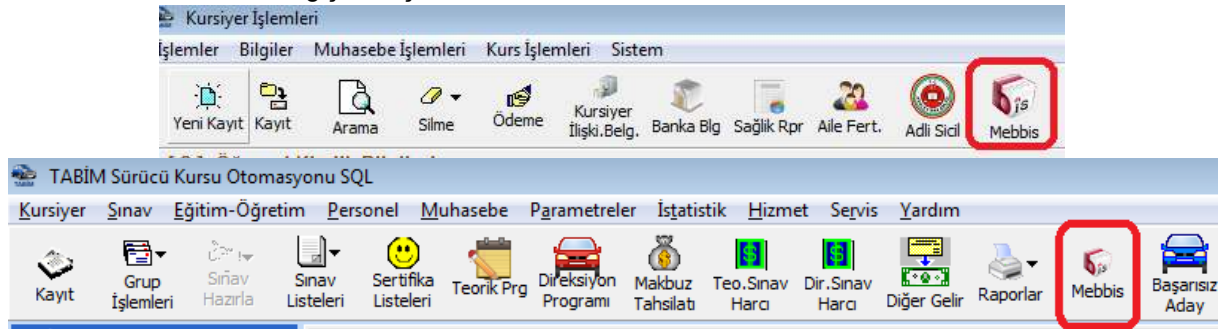 Kursiyer İşlemleri
İşlemler Bilgiler Muhasebe İşlemleri Kurs İşlemleri Sistem
Yeni Kayıt Kayıt Arama Silme Ödeme Kursiyer İlişki.Belg. Banka Blg Sağlık Rpr Aile Fert. Adli Sicil Mebbis
TABİM Sürücü Kursu Otomasyonu SQL
Kursiyer Sınav Eğitim-Öğretim Personel Muhasebe Parametreler İstatistik Hizmet Servis Yardım
Kayıt Grup İşlemleri Sınav Hazırla Sınav Listeleri Sertifika Listeleri Teorik Prg Direksiyon Programı Makbuz Tahsilatı Teo.Sınav Harcı Dir.Sınav Harcı Diğer Gelir Raporlar Mebbis Başarısız Aday